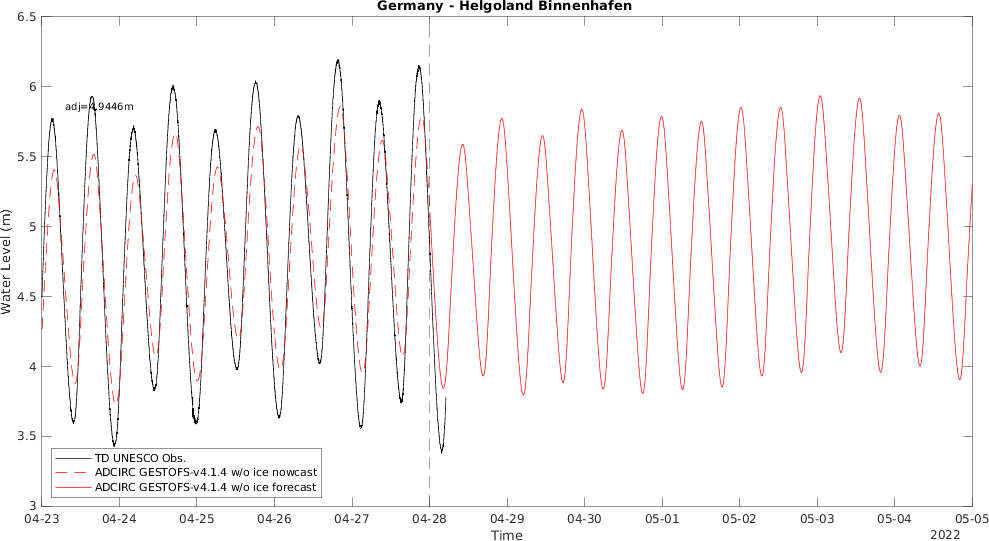 Germany - Helgoland Binnenhafen
6.5
6
5.5
5
4.5
4
3.5
3
Water Level (m)
adj=4.9446m
TD UNESCO Obs.
ADCIRC GESTOFS-v4.1.4 w/o ice nowcast
ADCIRC GESTOFS-v4.1.4 w/o ice forecast
04-23 04-24 04-25 04-26 04-27 04-28 04-29 04-30 05-01 05-02 05-03 05-04 05-05
Time
2022